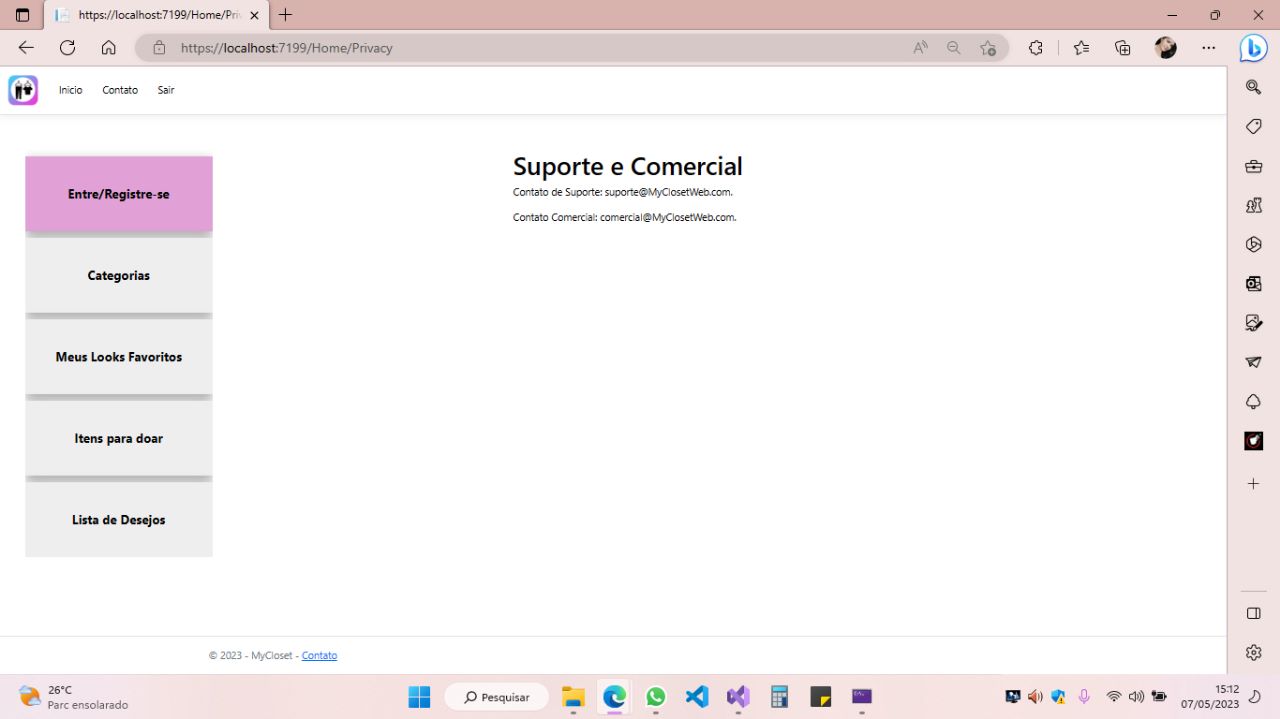 https://localhost:7199/Home/Priv
https://localhost:7199/Home/Privacy
Inicio
Contato
Sair
Entre/Registre-se
Categorias
Meus Looks Favoritos
Itens para doar
Lista de Desejos
Suporte e Comercial
Contato de Suporte: suporte@MyClosetWeb.com.
Contato Comercial: comercial@MyClosetWeb.com.
© 2023 - MyCloset - Contato
26°C
Parc ensolarado
Pesquisar
15:12
07/05/2023